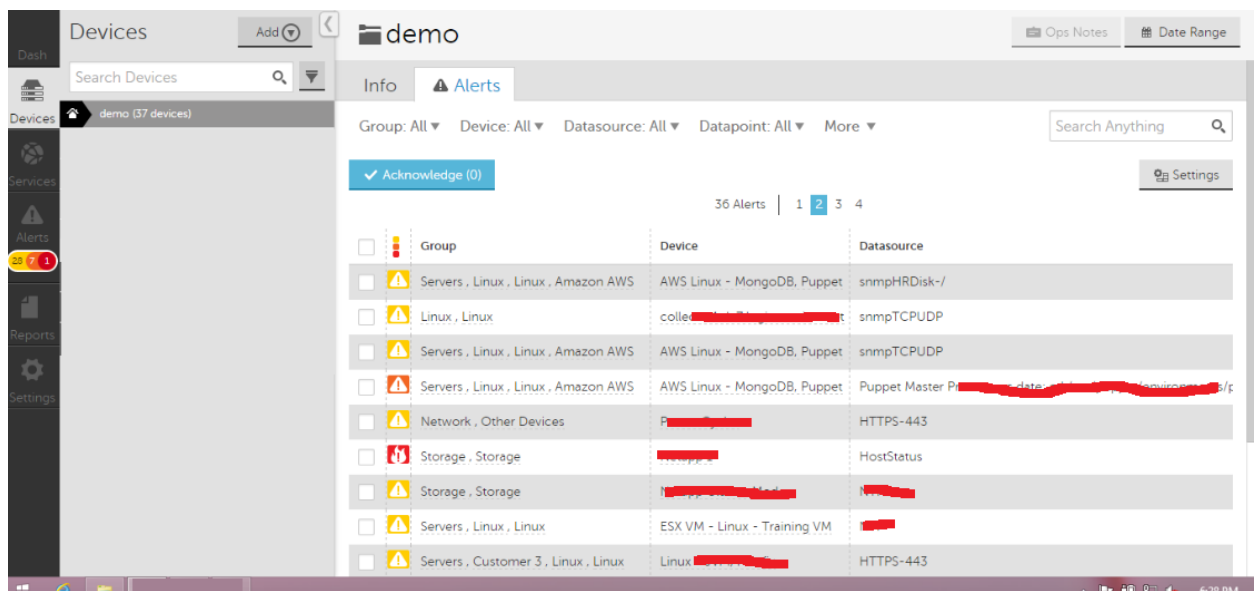 Dash
Devices
Services
Alerts
28 7 1
Reports
Settings
Devices Add
Search Devices
demo (37 devices)
demo Ops Notes Date Range
Info Alerts
Group: All Device: All Datasource: All Datapoint: All More Search Anything
Acknowledge (0) Settings
36 Alerts 1 2 3 4
Group Device Datasource
Servers , Linux , Linux , Amazon AWS AWS Linux - MongoDB, Puppet snmpHRDisk-/
Linux , Linux snmpTCPUDP
Servers , Linux , Linux , Amazon AWS AWS Linux - MongoDB, Puppet snmpTCPUDP
Servers , Linux , Linux , Amazon AWS AWS Linux - MongoDB, Puppet Puppet Master
Network , Other Devices HTTPS-443
Storage , Storage HostStatus
Storage , Storage
Servers , Linux , Linux ESX VM - Linux - Training VM
Servers , Customer 3 , Linux , Linux Linux HTTPS-443
6:28 PM